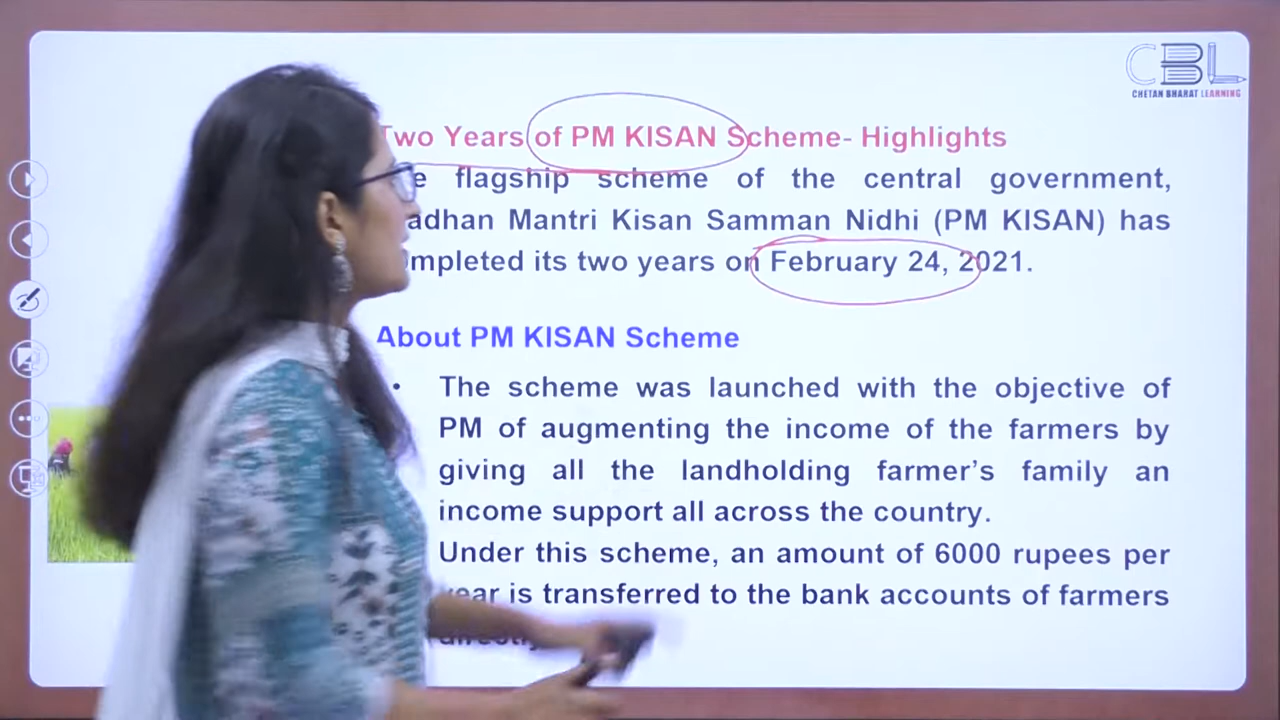 CBL
CHETAN BHARAT LEARNING
Two Years of PM KISAN Scheme- Highlights
flagship scheme of the central government,
Mantri Kisan Samman Nidhi (PM KISAN) has
its two years on February 24, 2021.
About PM KISAN Scheme
• The scheme was launched with the objective of
PM of augmenting the income of the farmers by
giving all the landholding farmer's family an
income support all across the country.
Under this scheme, an amount of 6000 rupees per
year is transferred to the bank accounts of farmers
directly